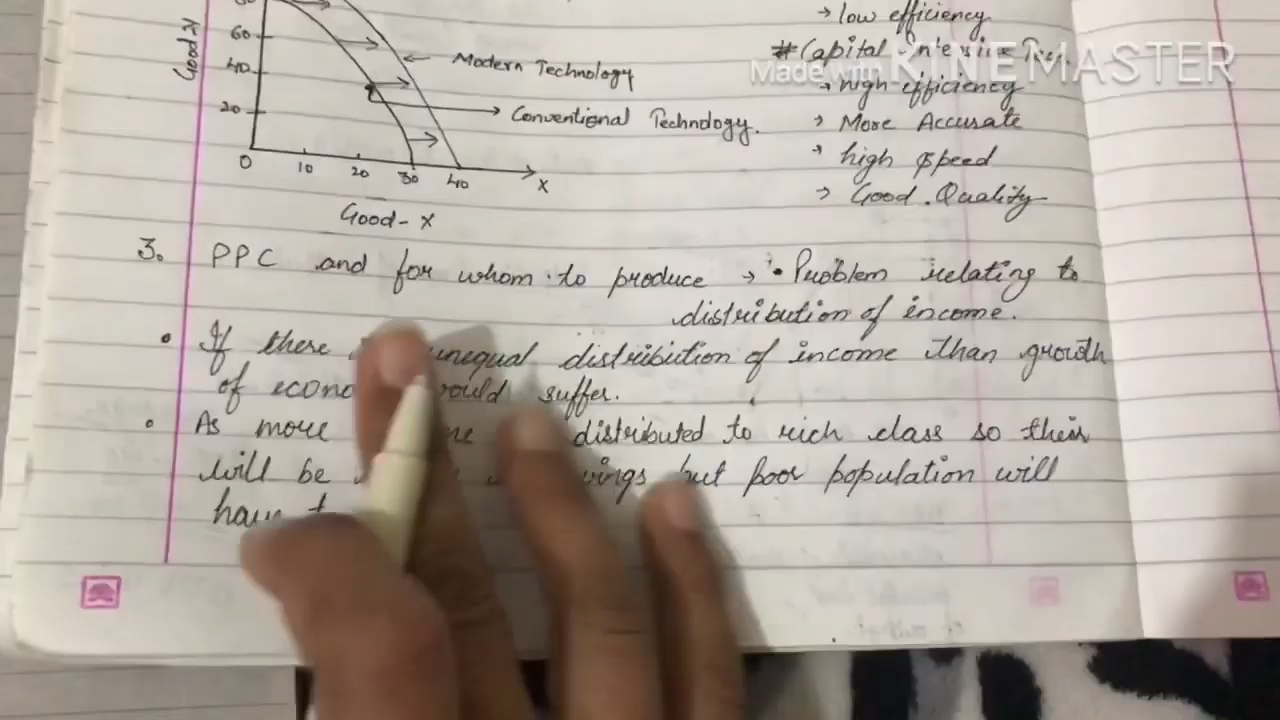 Good Y
60
40
20
0
10 20 30 40 X
Good - X
Modern Technology
Conventional Technology.
→ low efficiency
# Capital
Made with KINEMASTER
→ high efficiency
→ More Accurate
→ high speed
→ Good Quality
3. PPC and for whom to produce → • Problem relating to
distribution of income.
• If there unequal distribution of income than growth
of suffer.
• As more distributed to rich class so their
will be but poor population will
have